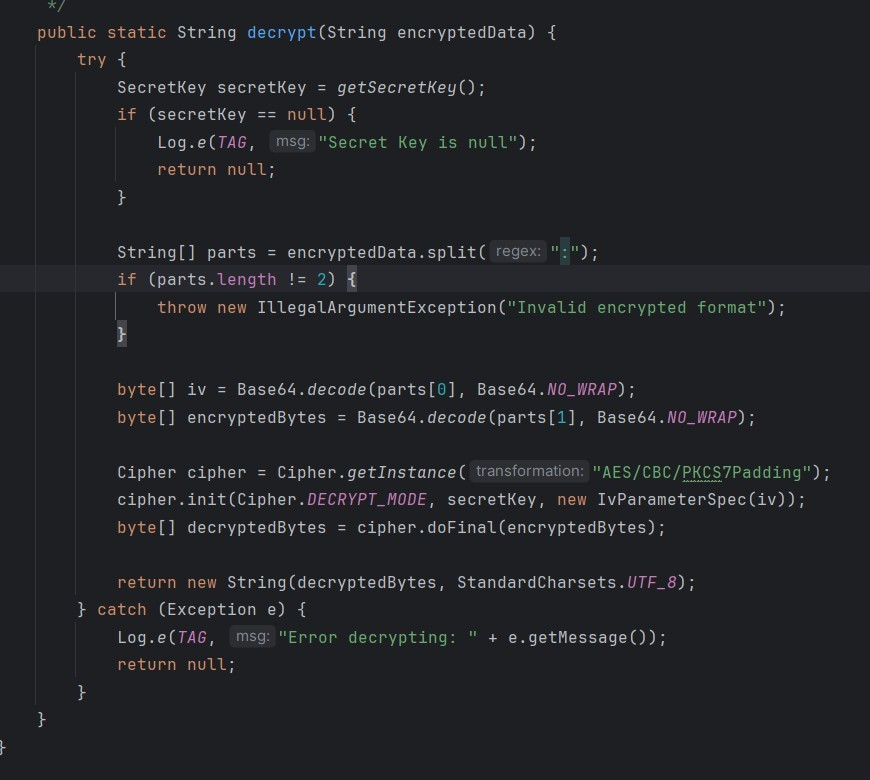 */
public static String decrypt(String encryptedData) {
try {
SecretKey secretKey = getSecretKey();
if (secretKey == null) {
Log.e(TAG, msg: "Secret Key is null");
return null;
}
String[] parts = encryptedData.split( regex: ":");
if (parts.length != 2) {
throw new IllegalArgumentException("Invalid encrypted format");
}
byte[] iv = Base64.decode(parts[0], Base64.NO_WRAP);
byte[] encryptedBytes = Base64.decode(parts[1], Base64.NO_WRAP);
Cipher cipher = Cipher.getInstance( transformation: "AES/CBC/PKCS7Padding");
cipher.init(Cipher.DECRYPT_MODE, secretKey, new IvParameterSpec(iv));
byte[] decryptedBytes = cipher.doFinal(encryptedBytes);
return new String(decryptedBytes, StandardCharsets.UTF_8);
} catch (Exception e) {
Log.e(TAG, msg: "Error decrypting: " + e.getMessage());
return null;
}
}
}